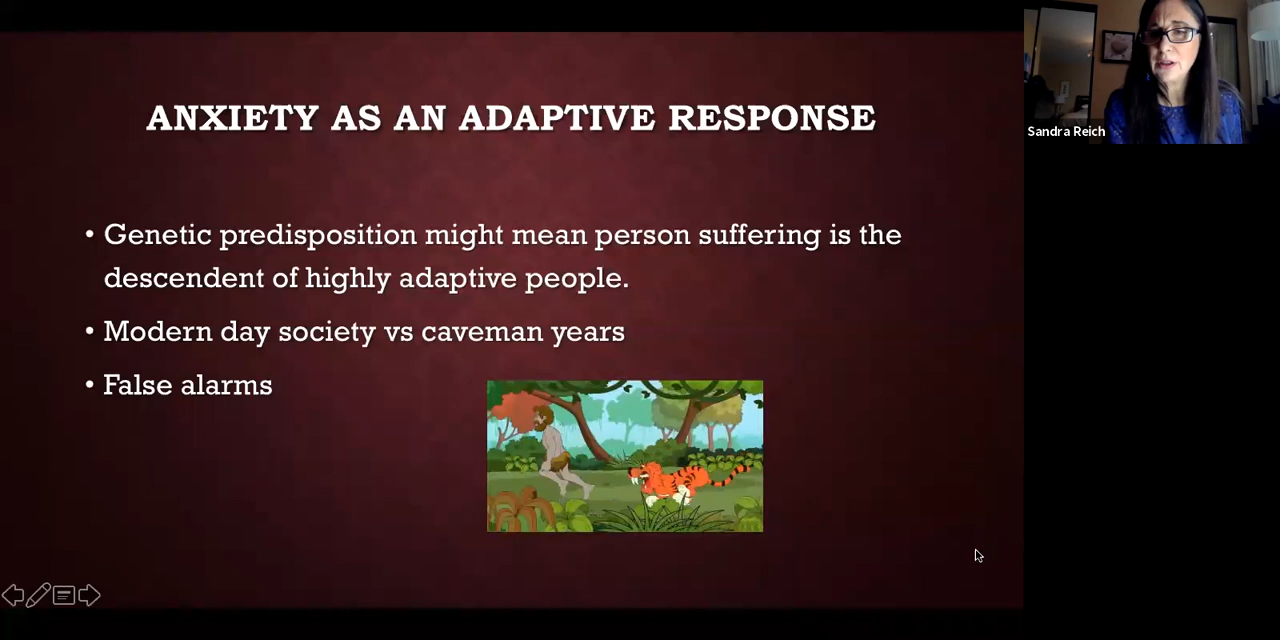 ANXIETY AS AN ADAPTIVE RESPONSE
• Genetic predisposition might mean person suffering is the
descendent of highly adaptive people.
• Modern day society vs caveman years
• False alarms
Sandra Reich